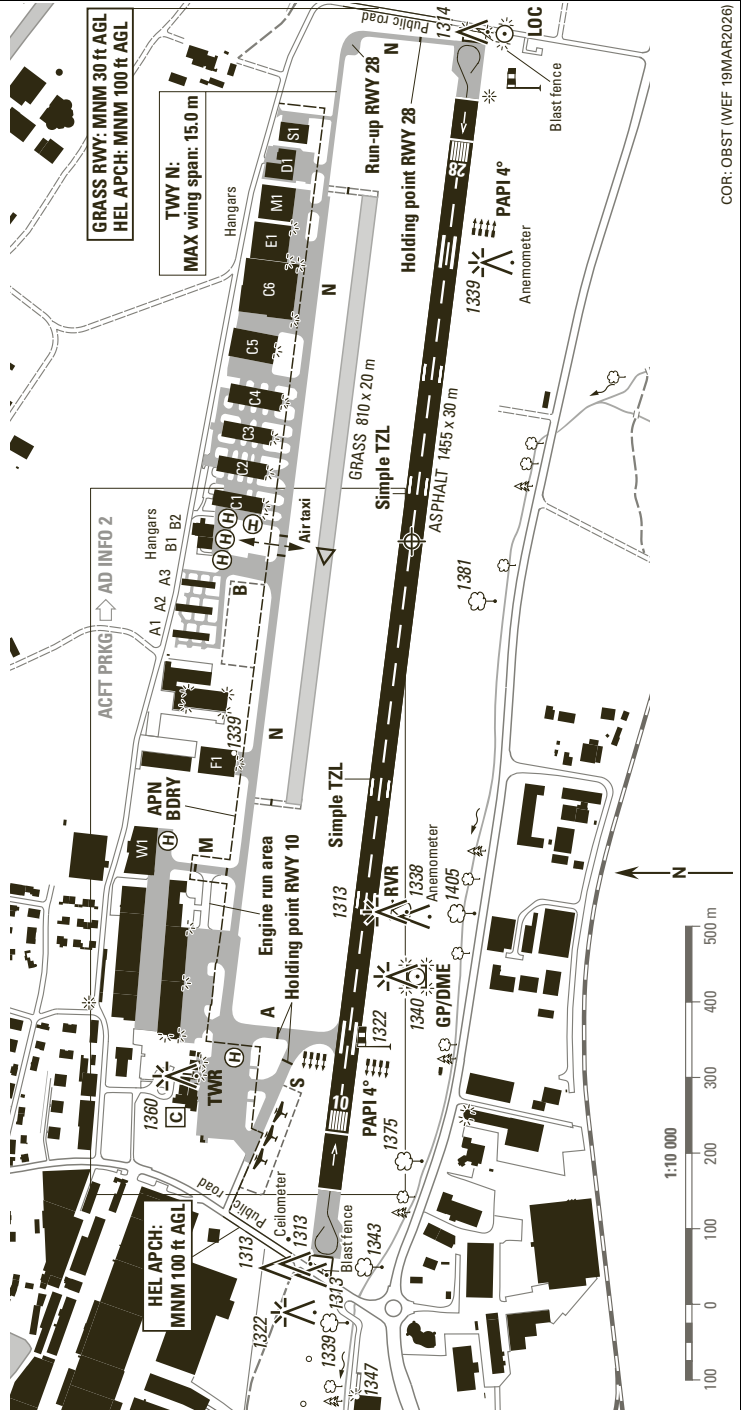 GRASS RWY: MNM 30 ft AGL
HEL APCH: MNM 100 ft AGL
Public road
1314
LOC
N
Run-up RWY 28
Holding point RWY 28
Blast fence
TWY N:
MAX wing span: 15.0 m
Hangars
S1
D1
M1
E1
C6
C5
C4
C3
C2
C1
28
PAPI 4°
1339
Anemometer
N
GRASS 810 x 20 m
Simple TZL
ASPHALT 1455 x 30 m
ACFT PRKG
AD INFO 2
Hangars
B1 B2
A1 A2 A3
H
H
H
H
H
Air taxi
B
1381
1339
F1
N
Simple TZL
APN
BDRY
W1
H
M
Engine run area
Holding point RWY 10
1313
RVR
1338
Anemometer
1405
A
1340
GP/DME
1322
H
TWR
1360
C
S
10
PAPI 4°
1375
Public road
HEL APCH:
MNM 100 ft AGL
Ceilometer
1313
1313
Blast fence
1313
1343
1322
1339
1347
N
1:10 000
100 0 100 200 300 400 500 m
COR: OBST (WEF 19MAR2026)